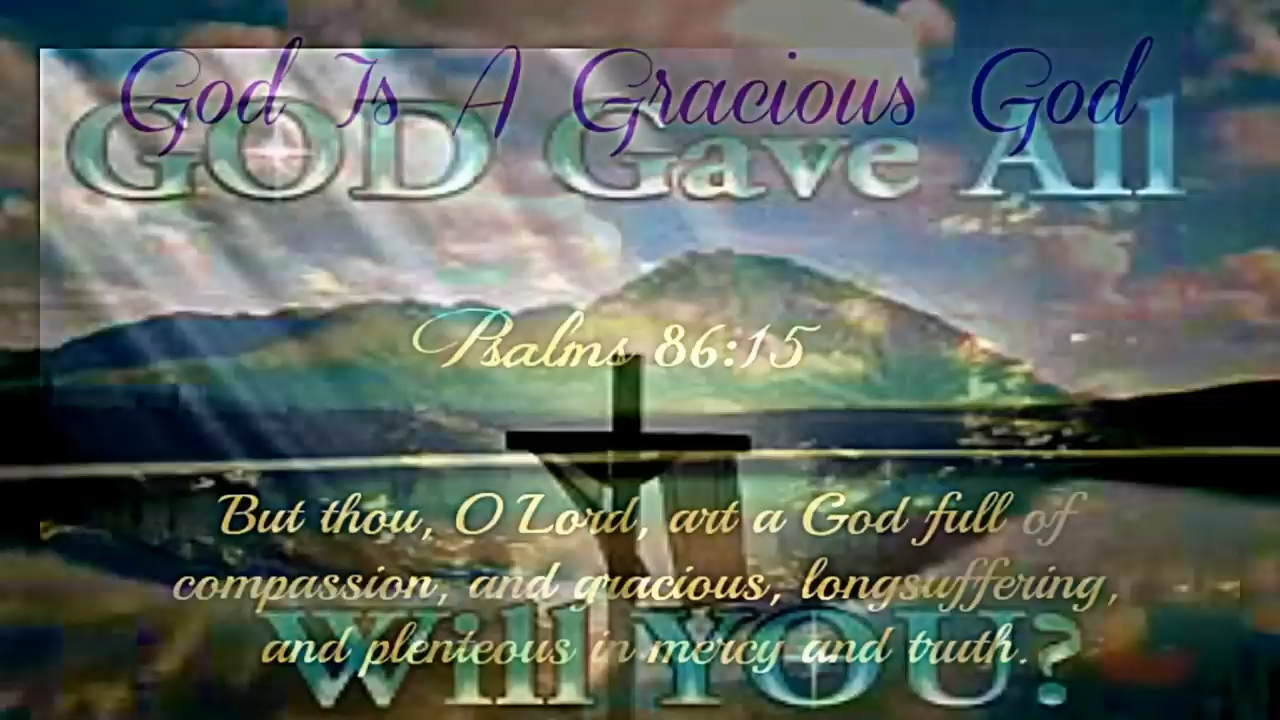 God Is A Gracious God
GOD Gave All
Psalms 86:15
But thou, O Lord, art a God full of
compassion, and gracious, longsuffering,
and plenteous in mercy and truth.
Will YOU?